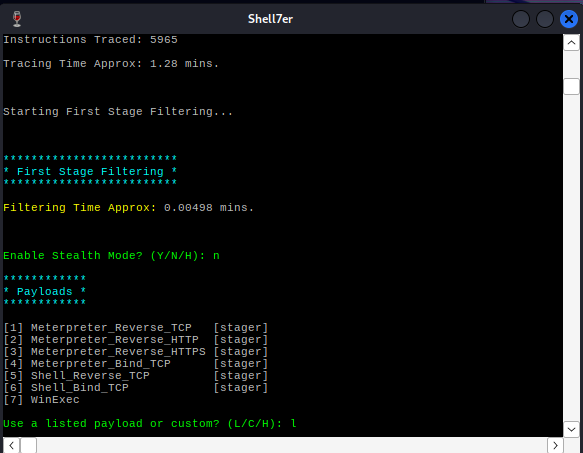 Shell7er
Instructions Traced: 5965
Tracing Time Approx: 1.28 mins.
Starting First Stage Filtering...
*************************
* First Stage Filtering *
*************************
Filtering Time Approx: 0.00498 mins.
Enable Stealth Mode? (Y/N/H): n
************
* Payloads *
************
[1] Meterpreter_Reverse_TCP   [stager]
[2] Meterpreter_Reverse_HTTP  [stager]
[3] Meterpreter_Reverse_HTTPS [stager]
[4] Meterpreter_Bind_TCP      [stager]
[5] Shell_Reverse_TCP         [stager]
[6] Shell_Bind_TCP            [stager]
[7] WinExec
Use a listed payload or custom? (L/C/H): l